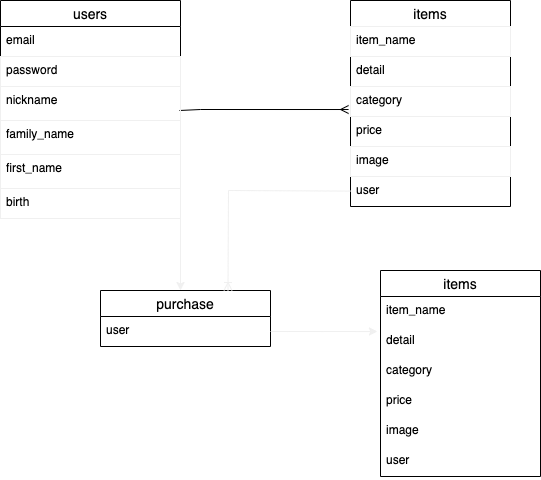 users
email
password
nickname
family_name
first_name
birth
items
item_name
detail
category
price
image
user
purchase
user
items
item_name
detail
category
price
image
user